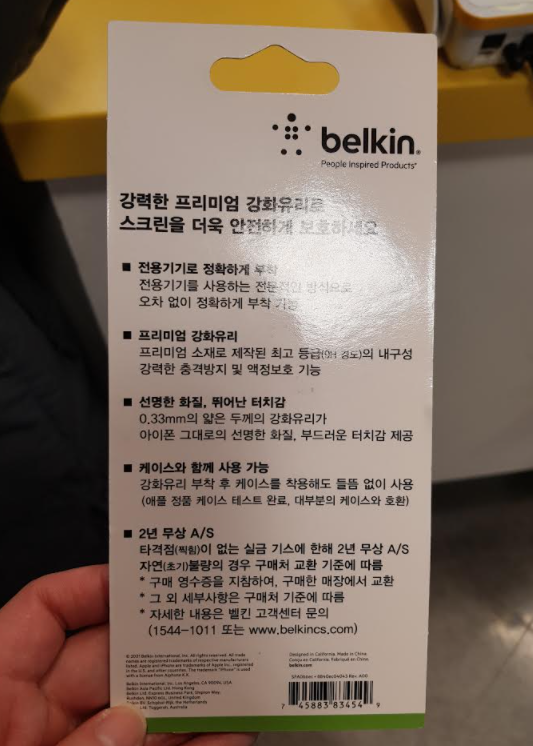 belkin®
People Inspired Products™
강력한 프리미엄 강화유리로
스크린을 더욱 안전하게 보호하세요
■ 전용기기로 정확하게 부착
전용기기를 사용하는 전문적인 방식으로
오차 없이 정확하게 부착 가능
■ 프리미엄 강화유리
프리미엄 소재로 제작된 최고 등급(9H 경도)의 내구성
강력한 충격방지 및 액정보호 기능
■ 선명한 화질, 뛰어난 터치감
0.33mm의 얇은 두께의 강화유리가
아이폰 그대로의 선명한 화질, 부드러운 터치감 제공
■ 케이스와 함께 사용 가능
강화유리 부착 후 케이스를 착용해도 들뜸 없이 사용
(애플 정품 케이스 테스트 완료, 대부분의 케이스와 호환)
■ 2년 무상 A/S
타격점(찍힘)이 없는 실금 기스에 한해 2년 무상 A/S
자연(초기)불량의 경우 구매처 교환 기준에 따름
* 구매 영수증을 지참하여, 구매한 매장에서 교환
* 그 외 세부사항은 구매처 기준에 따름
* 자세한 내용은 벨킨 고객센터 문의
(1544-1011 또는 www.belkincs.com)
Designed in California. Made in China.
belkin.com
7 45883 83454 9